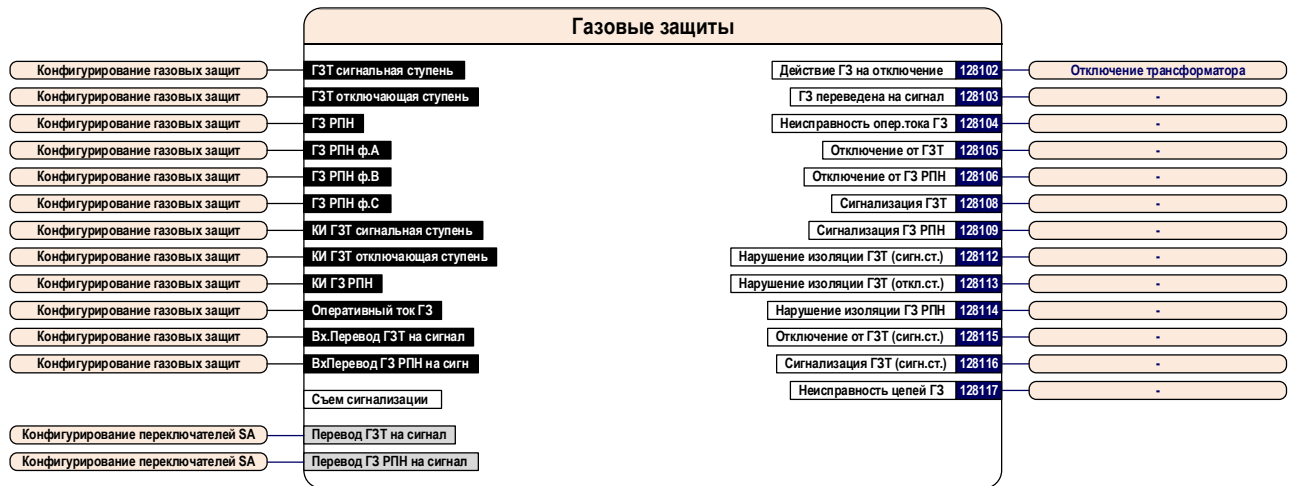 Газовые защиты
Конфигурирование газовых защит ГЗТ сигнальная ступень Действие ГЗ на отключение 128102 Отключение трансформатора
Конфигурирование газовых защит ГЗТ отключающая ступень ГЗ переведена на сигнал 128103 -
Конфигурирование газовых защит ГЗ РПН Неисправность опер.тока ГЗ 128104 -
Конфигурирование газовых защит ГЗ РПН ф.А Отключение от ГЗТ 128105 -
Конфигурирование газовых защит ГЗ РПН ф.В Отключение от ГЗ РПН 128106 -
Конфигурирование газовых защит ГЗ РПН ф.С Сигнализация ГЗТ 128108 -
Конфигурирование газовых защит КИ ГЗТ сигнальная ступень Сигнализация ГЗ РПН 128109 -
Конфигурирование газовых защит КИ ГЗТ отключающая ступень Нарушение изоляции ГЗТ (сигн.ст.) 128112 -
Конфигурирование газовых защит КИ ГЗ РПН Нарушение изоляции ГЗТ (откл.ст.) 128113 -
Конфигурирование газовых защит Оперативный ток ГЗ Нарушение изоляции ГЗ РПН 128114 -
Конфигурирование газовых защит Вх.Перевод ГЗТ на сигнал Отключение от ГЗТ (сигн.ст.) 128115 -
Конфигурирование газовых защит ВхПеревод ГЗ РПН на сигн Сигнализация ГЗТ (сигн.ст.) 128116 -
Неисправность цепей ГЗ 128117 -
Съем сигнализации
Конфигурирование переключателей SA Перевод ГЗТ на сигнал
Конфигурирование переключателей SA Перевод ГЗ РПН на сигнал